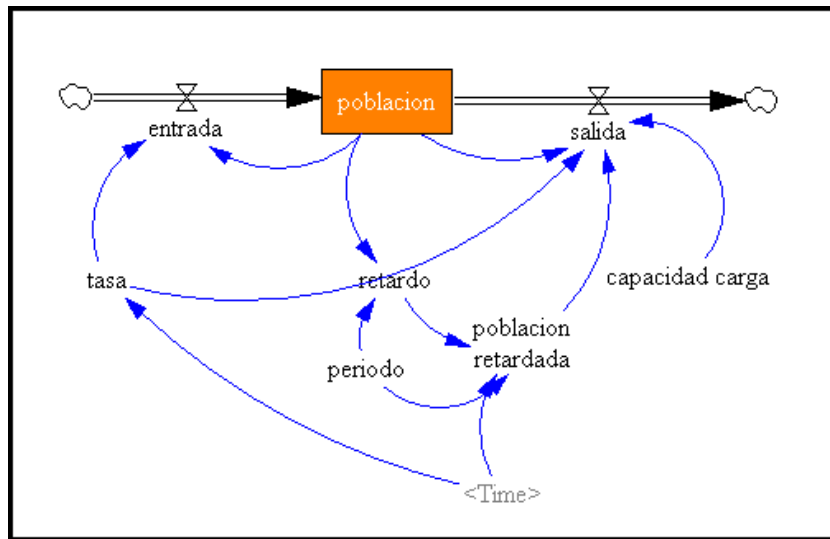 poblacion
entrada
salida
tasa
retardo
capacidad carga
poblacion
retardada
periodo
<Time>